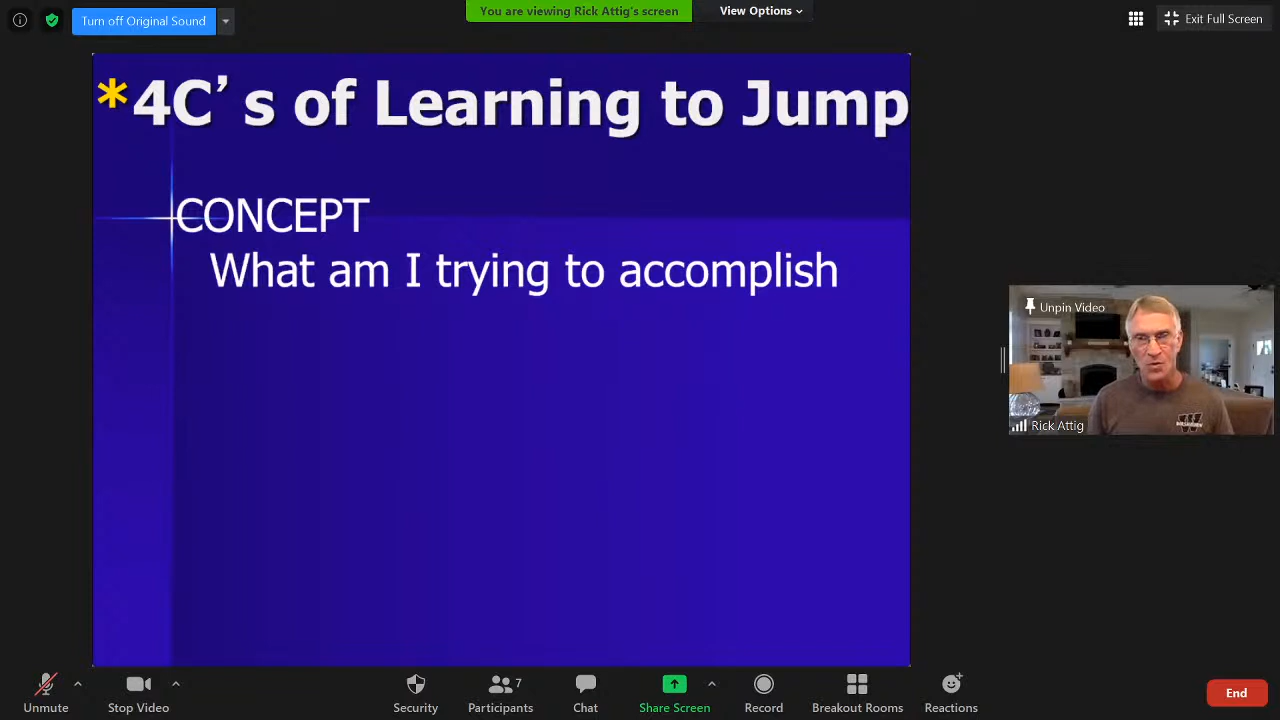 Turn off Original Sound
You are viewing Rick Attig's screen
View Options
Exit Full Screen
*4C's of Learning to Jump
CONCEPT
What am I trying to accomplish
Unpin Video
Rick Attig
W
Unmute
Stop Video
Security
Participants
7
Chat
Share Screen
Record
Breakout Rooms
Reactions
End